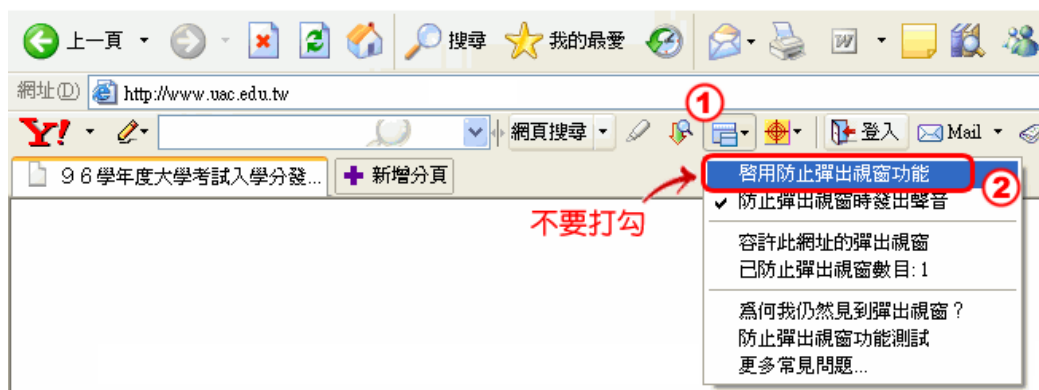 上一頁 搜尋 我的最愛
網址(D) http://www.uac.edu.tw
①
Y! 網頁搜尋 登入 Mail
９６學年度大學考試入學分發... 新增分頁
啟用防止彈出視窗功能 ②
防止彈出視窗時發出聲音
不要打勾
容許此網址的彈出視窗
已防止彈出視窗數目: 1
為何我仍然見到彈出視窗？
防止彈出視窗功能測試
更多常見問題...